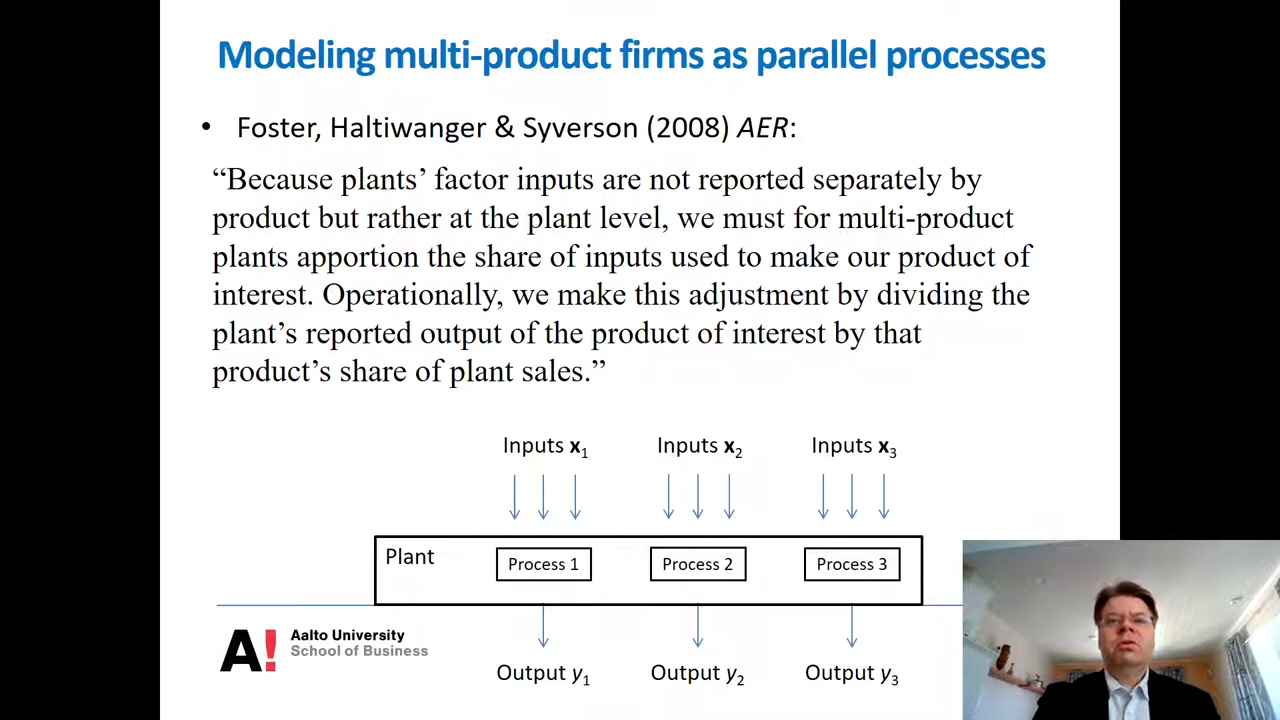 Modeling multi-product firms as parallel processes
• Foster, Haltiwanger & Syverson (2008) AER:
“Because plants’ factor inputs are not reported separately by
product but rather at the plant level, we must for multi-product
plants apportion the share of inputs used to make our product of
interest. Operationally, we make this adjustment by dividing the
plant’s reported output of the product of interest by that
product’s share of plant sales.”
Inputs x1 Inputs x2 Inputs x3
Plant
Process 1 Process 2 Process 3
A! Aalto University
School of Business
Output y1 Output y2 Output y3